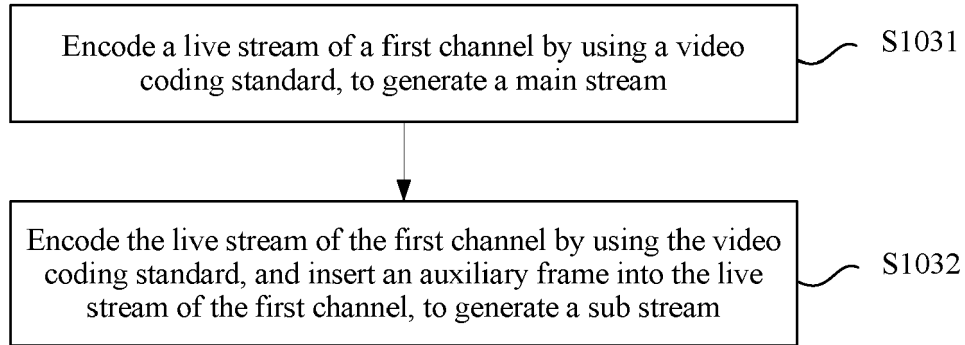 Encode a live stream of a first channel by using a video
coding standard, to generate a main stream
S1031
Encode the live stream of the first channel by using the video
coding standard, and insert an auxiliary frame into the live
stream of the first channel, to generate a sub stream
S1032